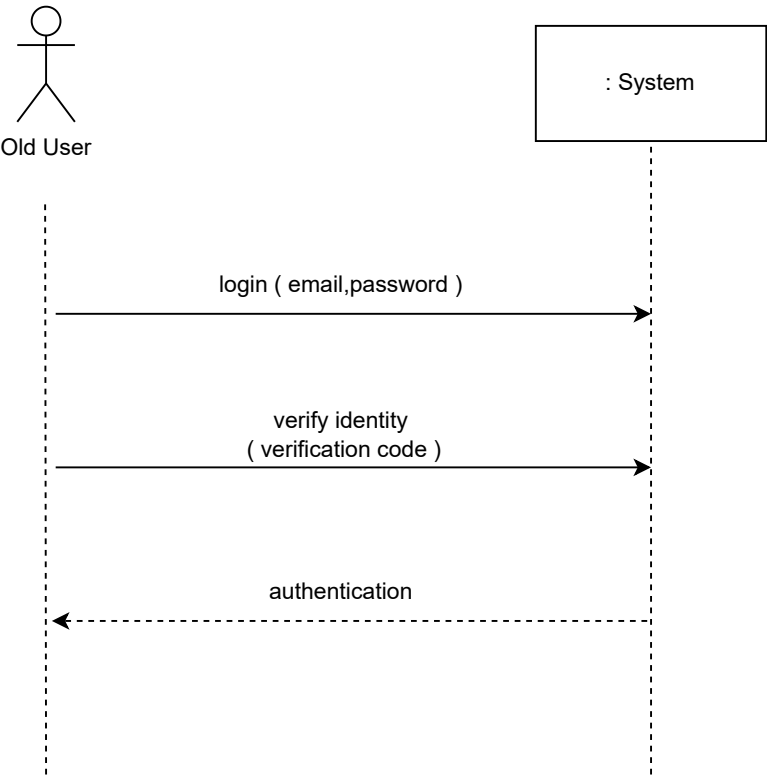 Old User
: System
login ( email,password )
verify identity
( verification code )
authentication